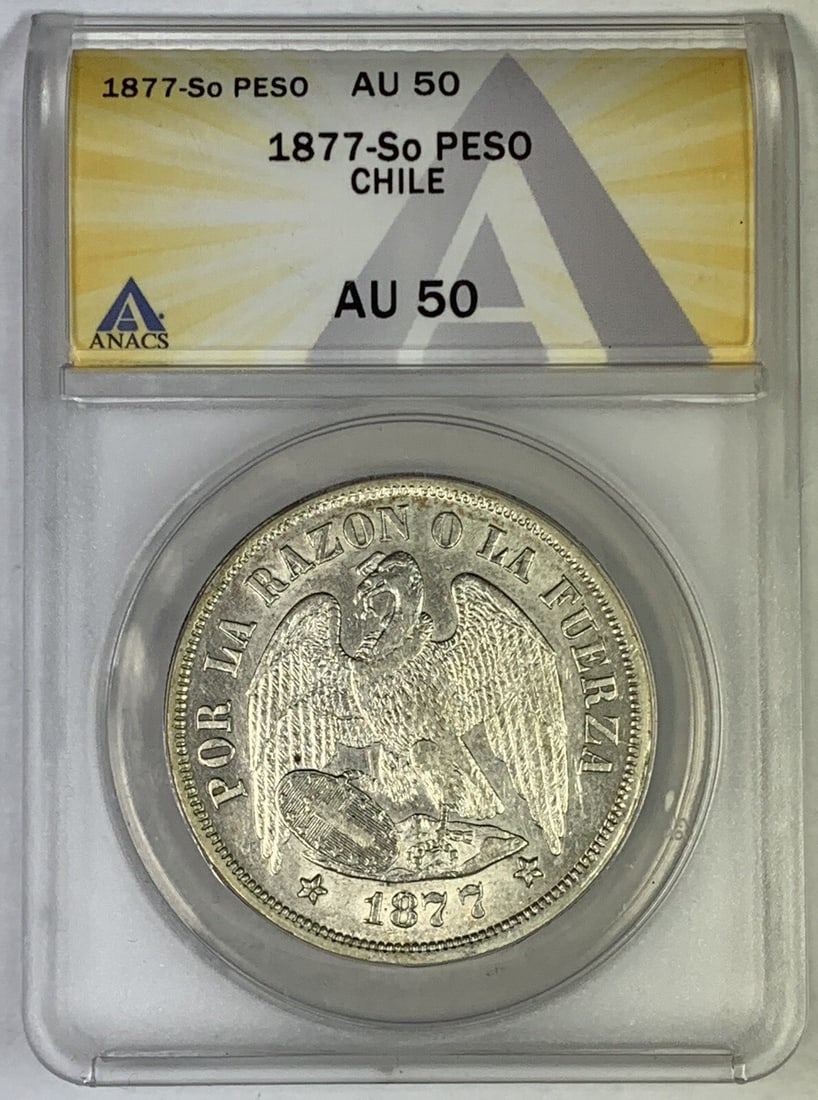 1877-So PESO AU 50
1877-So PESO
CHILE
AU 50
ANACS
POR LA RAZON O LA FUERZA
1877